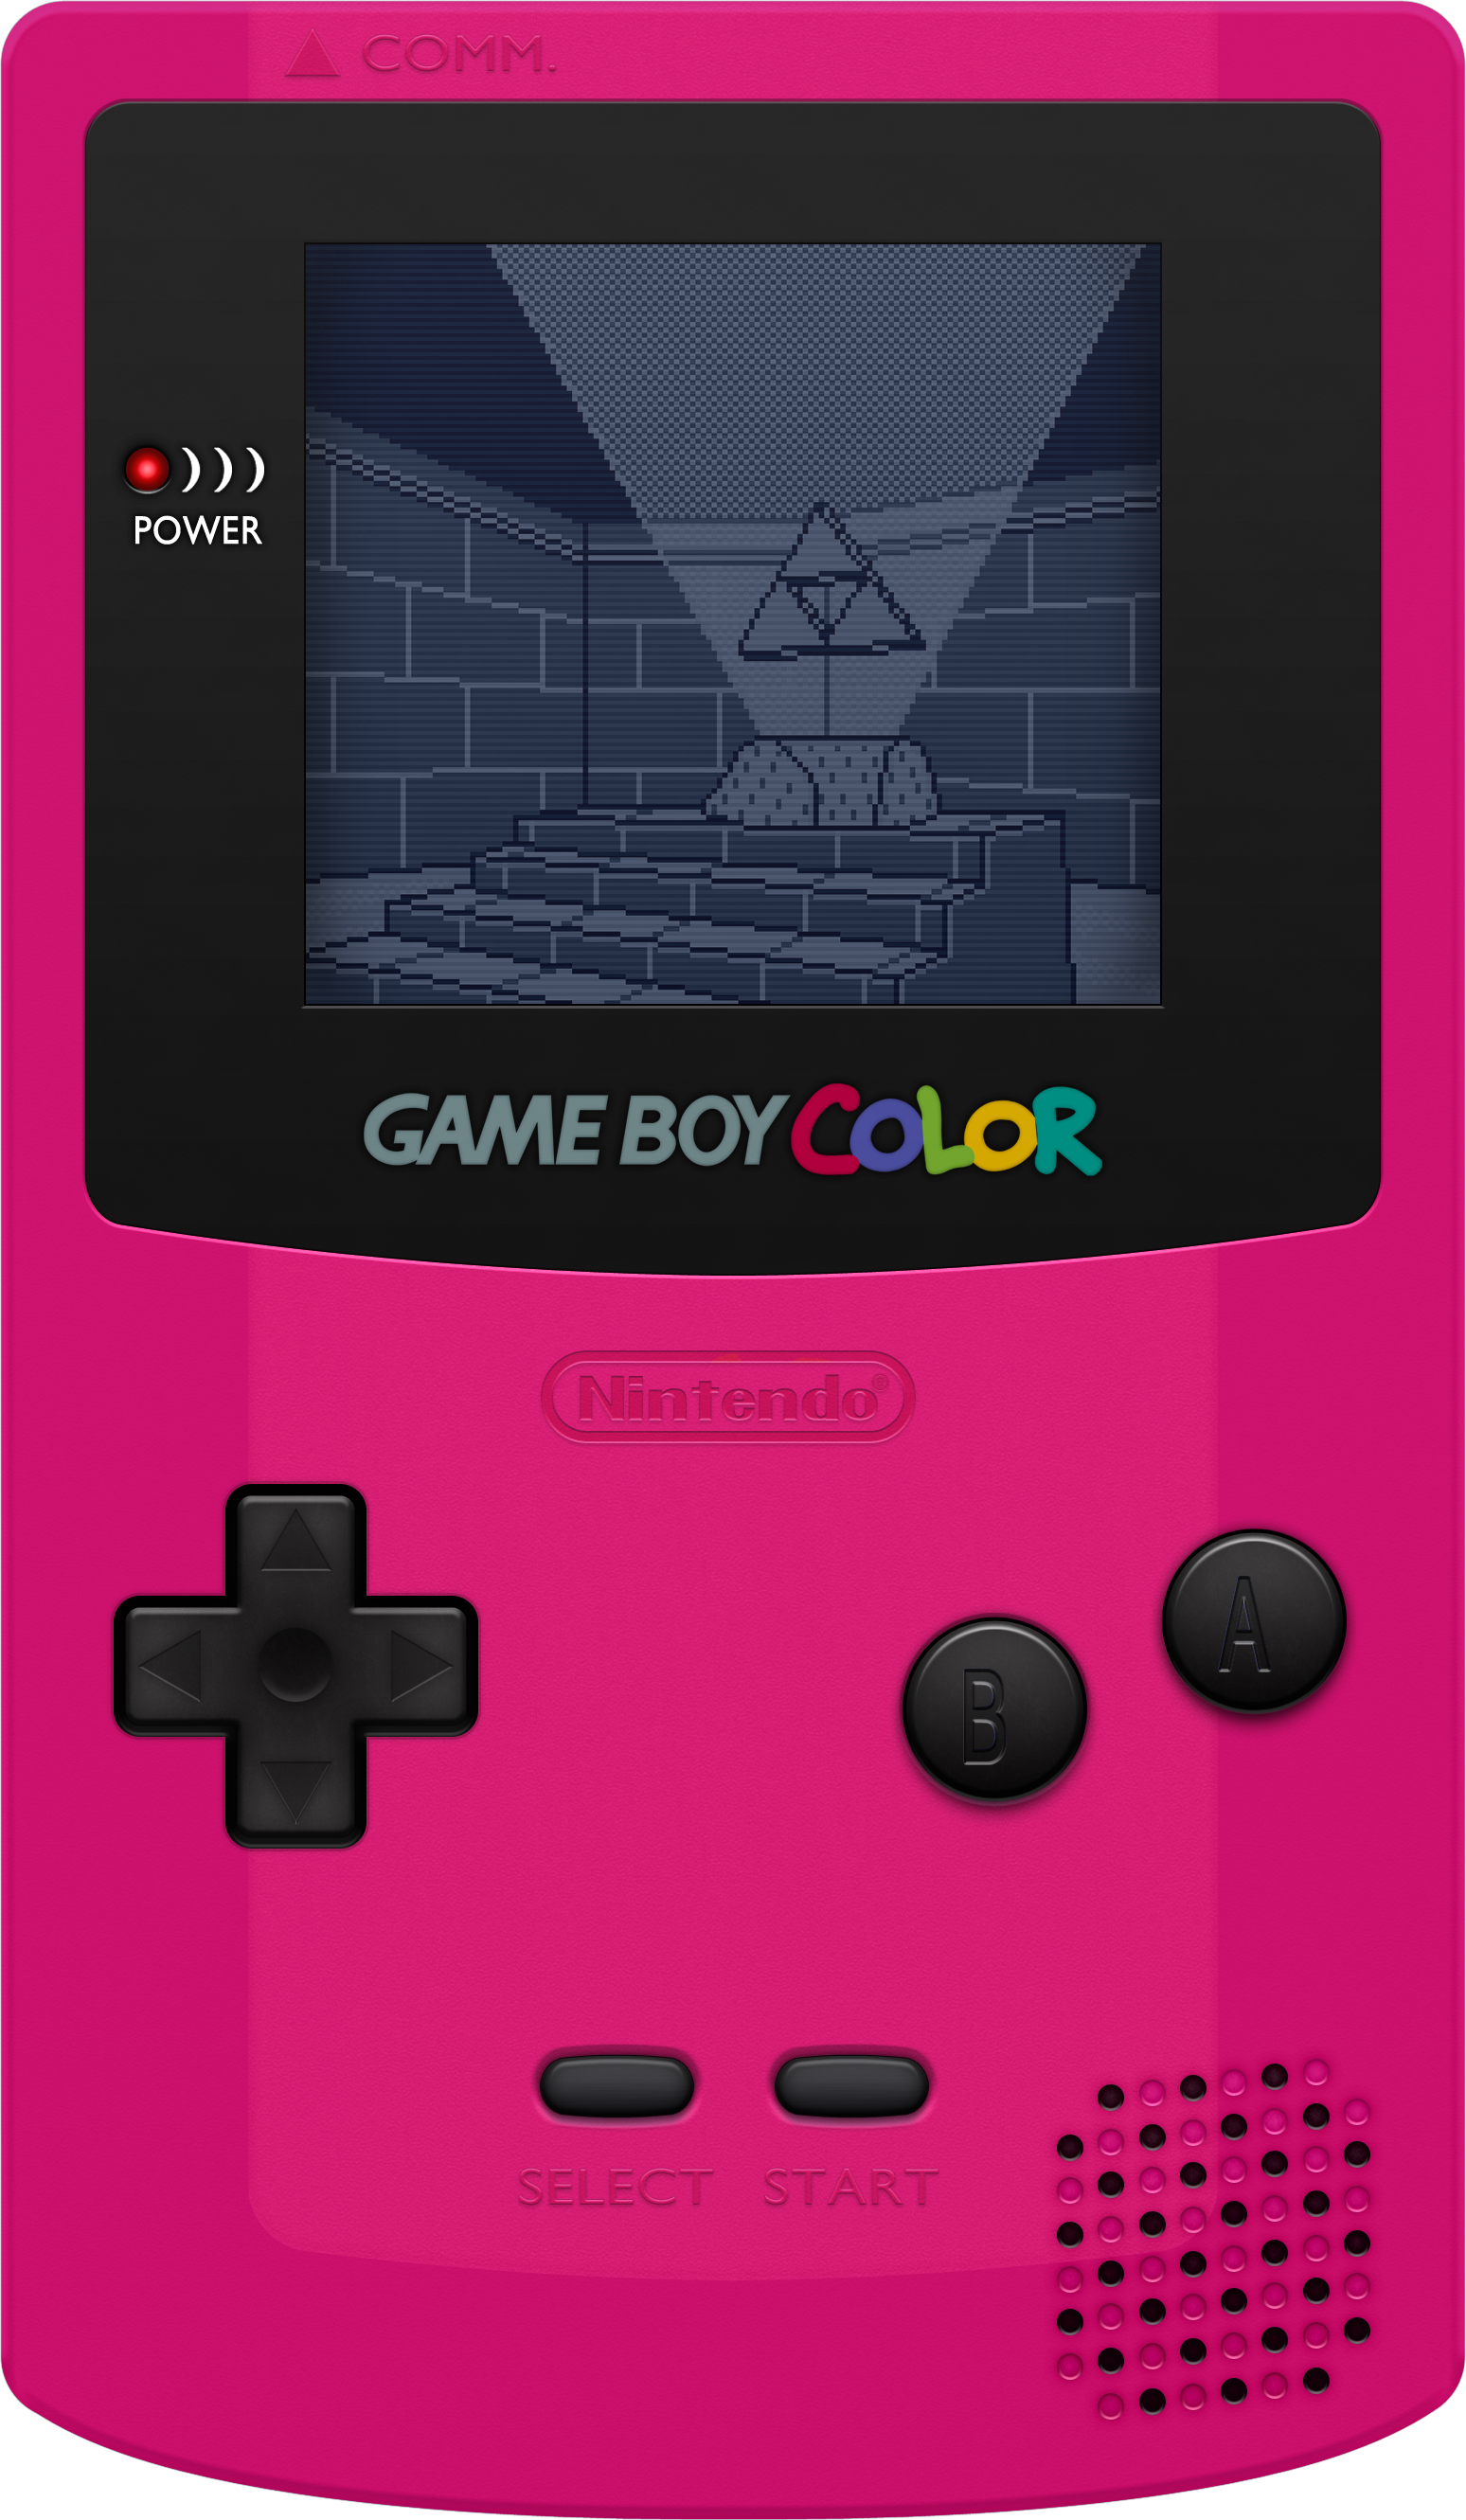 COMM.
POWER
GAME BOY COLOR
Nintendo®
A
B
SELECT START